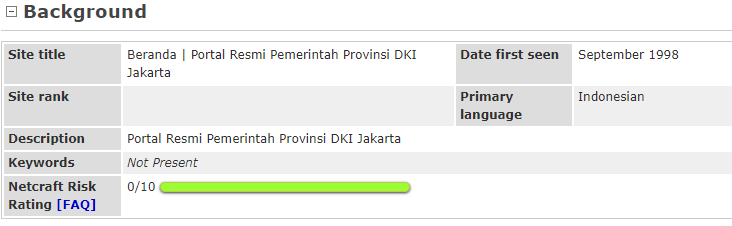 Background
Site title Beranda | Portal Resmi Pemerintah Provinsi DKI Jakarta Date first seen September 1998
Site rank Primary language Indonesian
Description Portal Resmi Pemerintah Provinsi DKI Jakarta
Keywords Not Present
Netcraft Risk Rating [FAQ] 0/10